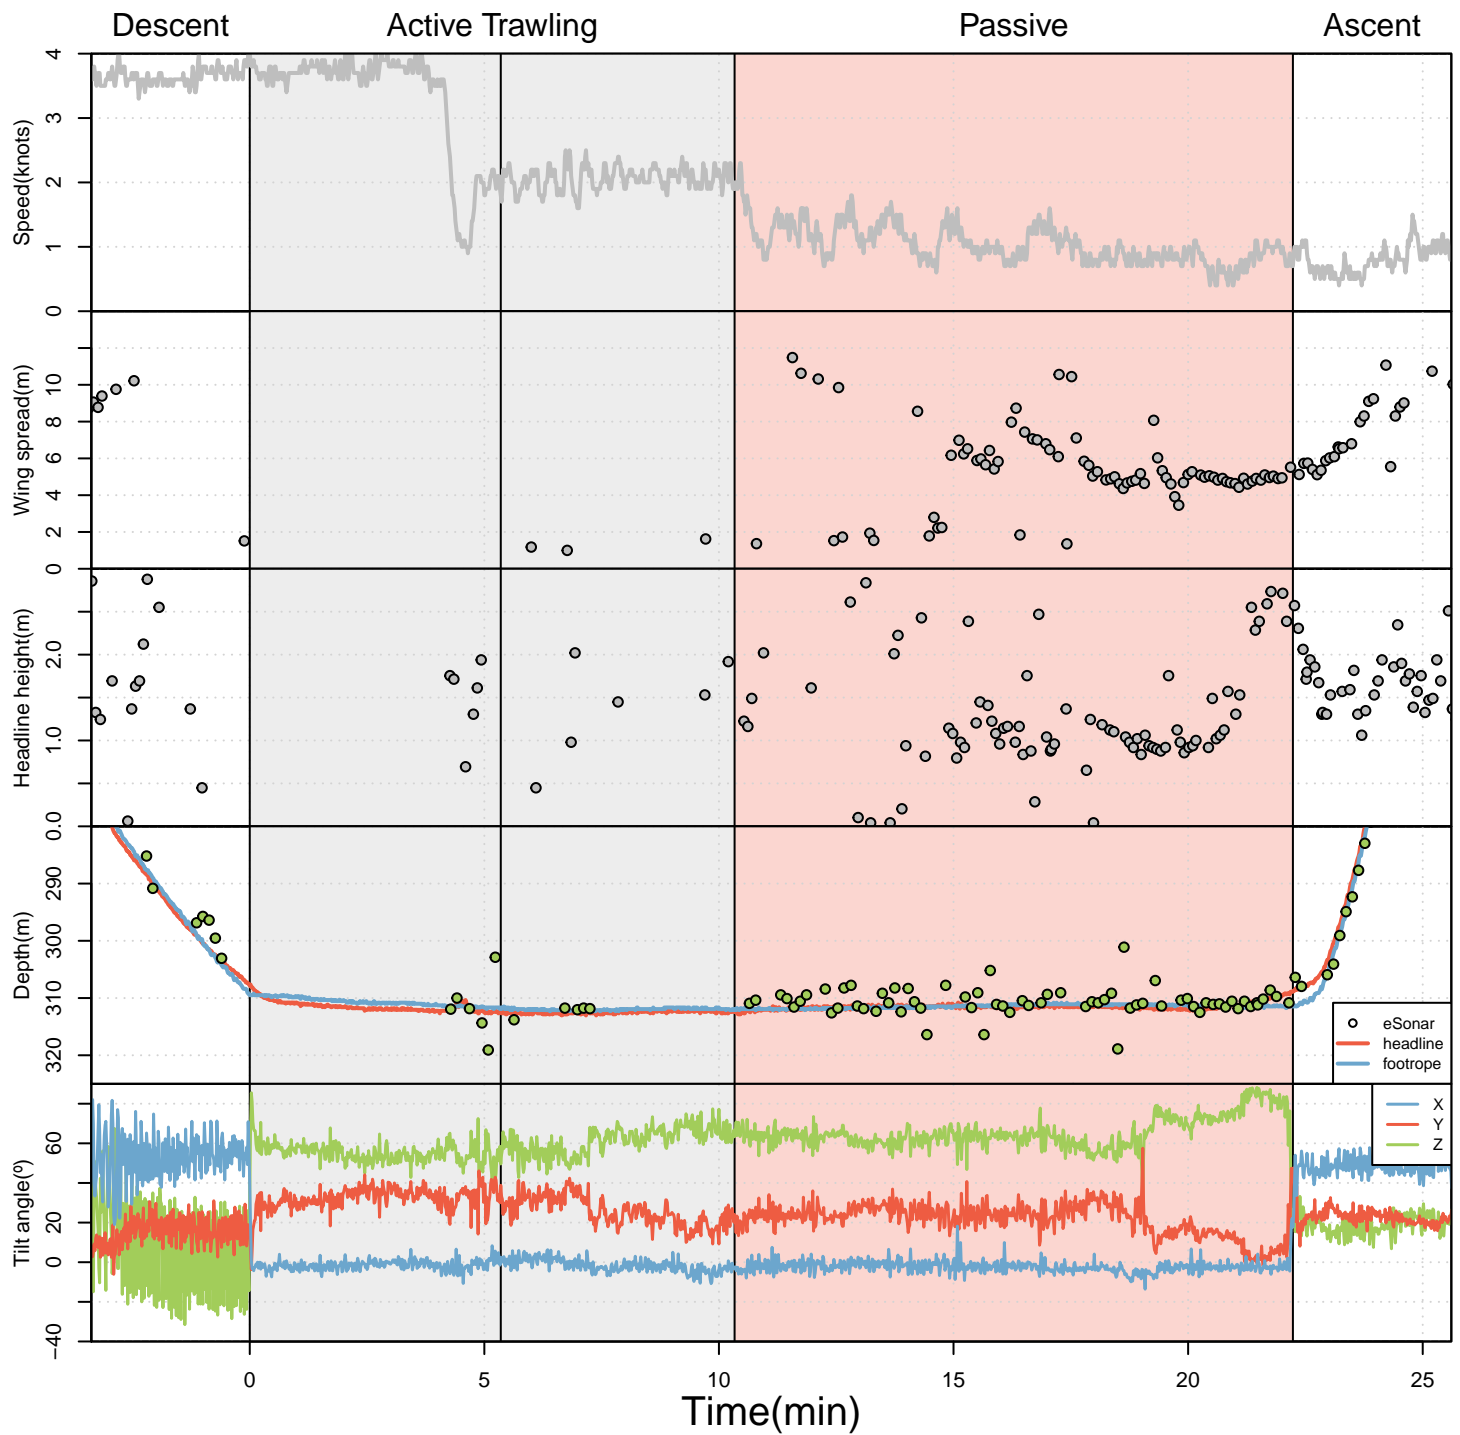 Descent Active Trawling Passive Ascent
Speed(knots)
4
3
2
1
0
Wing spread(m)
10
8
6
4
2
0
Headline height(m)
2.0
1.0
0.0
Depth(m)
290
300
310
320
eSonar
headline
footrope
Tilt angle(º)
60
20
0
−40
X
Y
Z
0 5 10 15 20 25
Time(min)